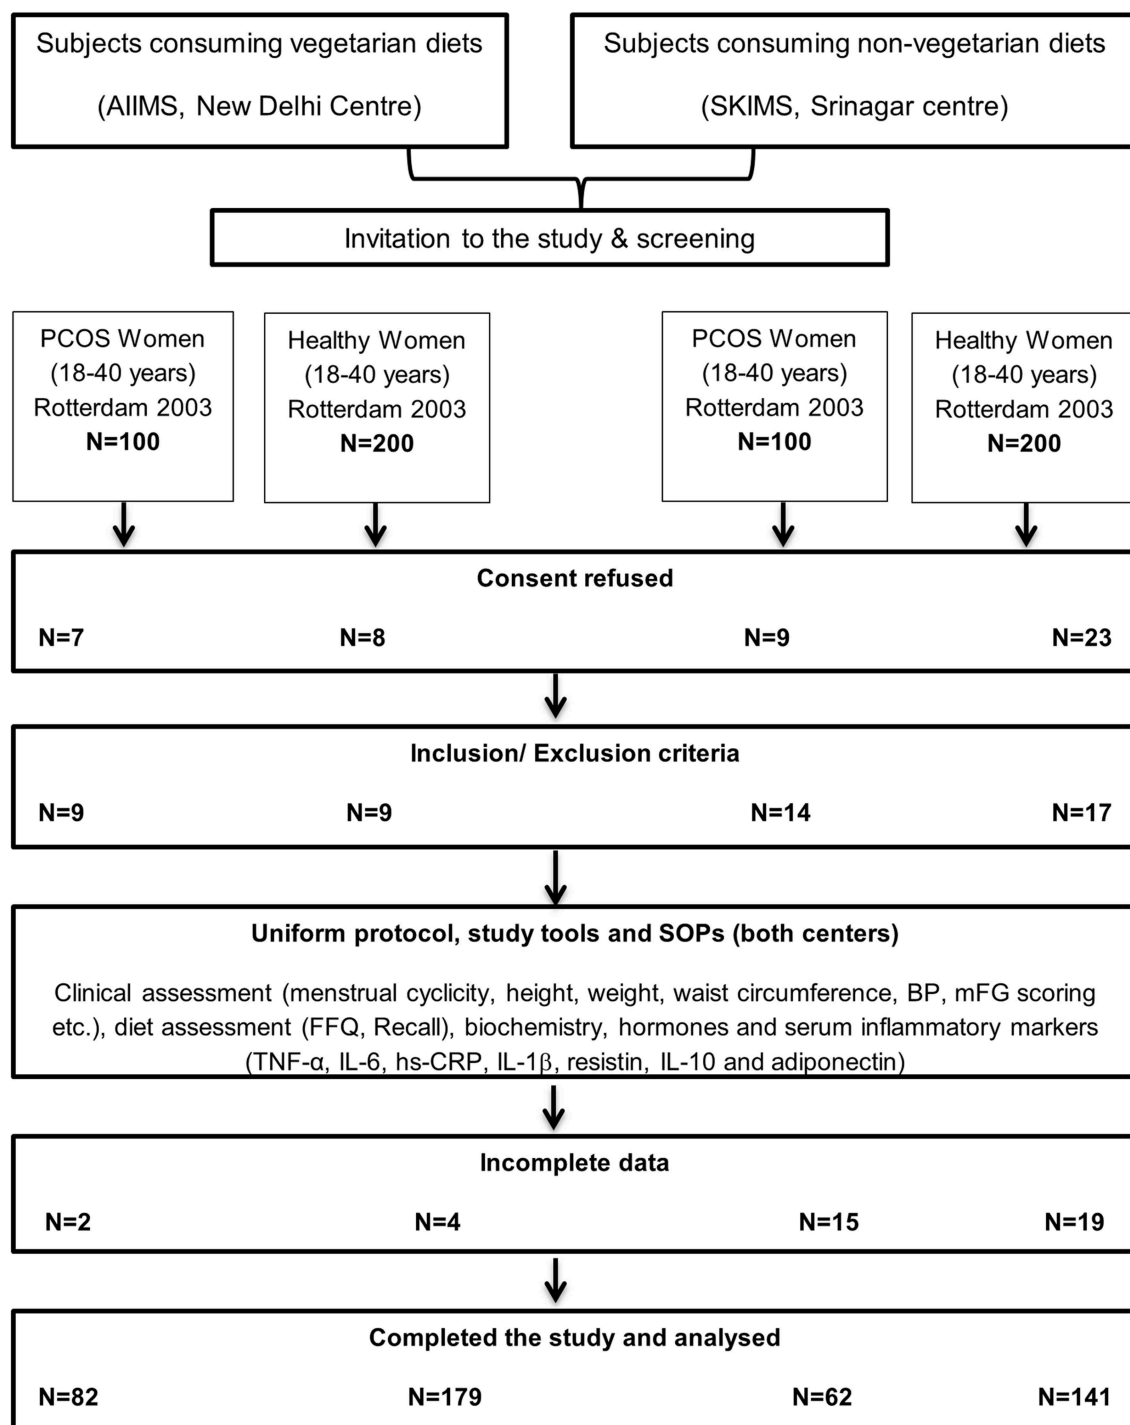 Subjects consuming vegetarian diets
(AIIMS, New Delhi Centre)
Subjects consuming non-vegetarian diets
(SKIMS, Srinagar centre)
Invitation to the study & screening
PCOS Women
(18-40 years)
Rotterdam 2003
N=100
Healthy Women
(18-40 years)
Rotterdam 2003
N=200
PCOS Women
(18-40 years)
Rotterdam 2003
N=100
Healthy Women
(18-40 years)
Rotterdam 2003
N=200
Consent refused
N=7 N=8 N=9 N=23
Inclusion/ Exclusion criteria
N=9 N=9 N=14 N=17
Uniform protocol, study tools and SOPs (both centers)
Clinical assessment (menstrual cyclicity, height, weight, waist circumference, BP, mFG scoring
etc.), diet assessment (FFQ, Recall), biochemistry, hormones and serum inflammatory markers
(TNF-α, IL-6, hs-CRP, IL-1β, resistin, IL-10 and adiponectin)
Incomplete data
N=2 N=4 N=15 N=19
Completed the study and analysed
N=82 N=179 N=62 N=141